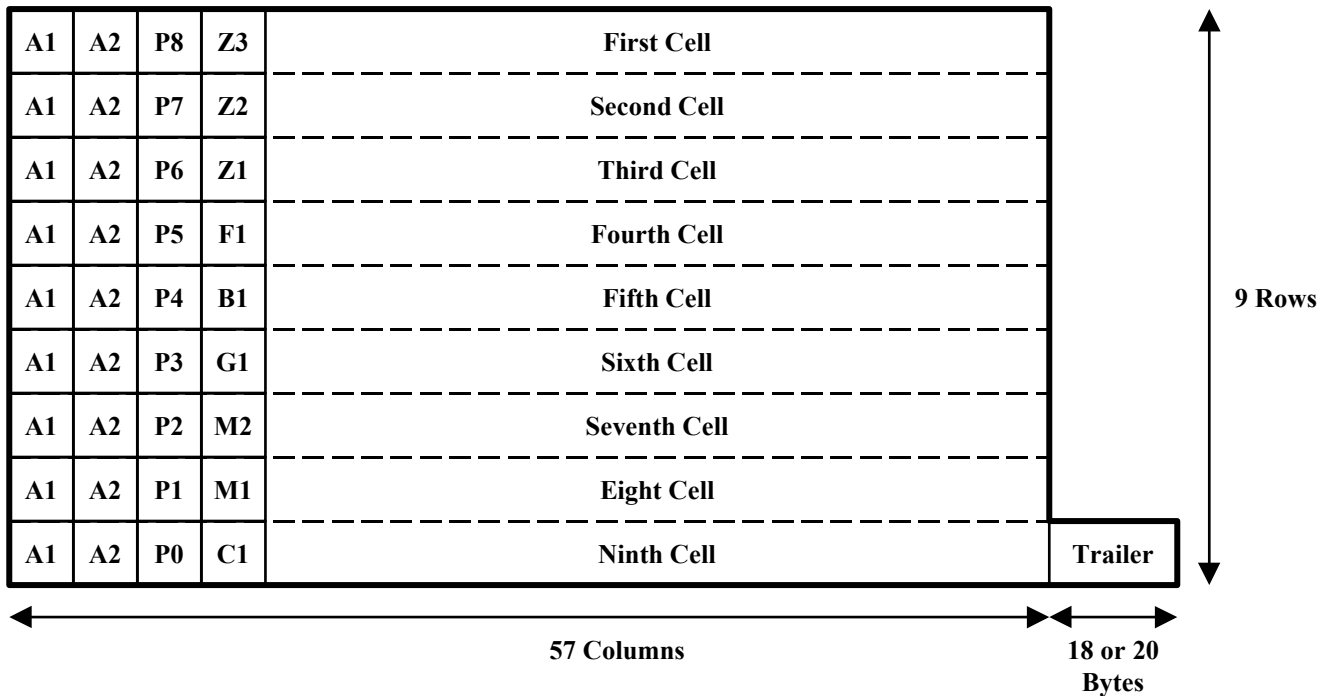 A1 A2 P8 Z3 First Cell
A1 A2 P7 Z2 Second Cell
A1 A2 P6 Z1 Third Cell
A1 A2 P5 F1 Fourth Cell
A1 A2 P4 B1 Fifth Cell
9 Rows
A1 A2 P3 G1 Sixth Cell
A1 A2 P2 M2 Seventh Cell
A1 A2 P1 M1 Eight Cell
A1 A2 P0 C1 Ninth Cell Trailer
57 Columns
18 or 20
Bytes